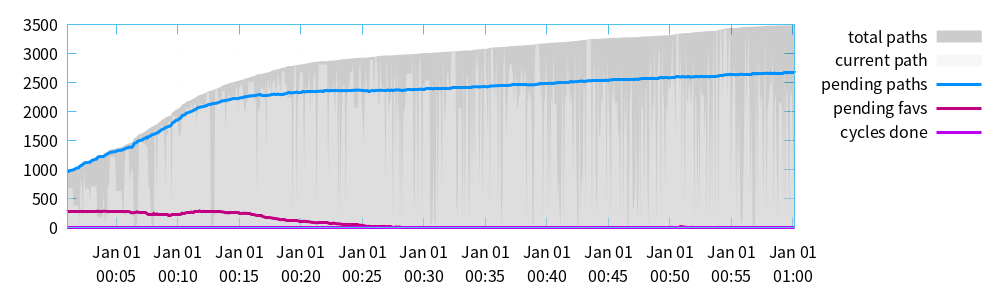 3500
3000
2500
2000
1500
1000
500
0
Jan 01 Jan 01 Jan 01 Jan 01 Jan 01 Jan 01 Jan 01 Jan 01 Jan 01 Jan 01 Jan 01 Jan 01
00:05 00:10 00:15 00:20 00:25 00:30 00:35 00:40 00:45 00:50 00:55 01:00
total paths
current path
pending paths
pending favs
cycles done